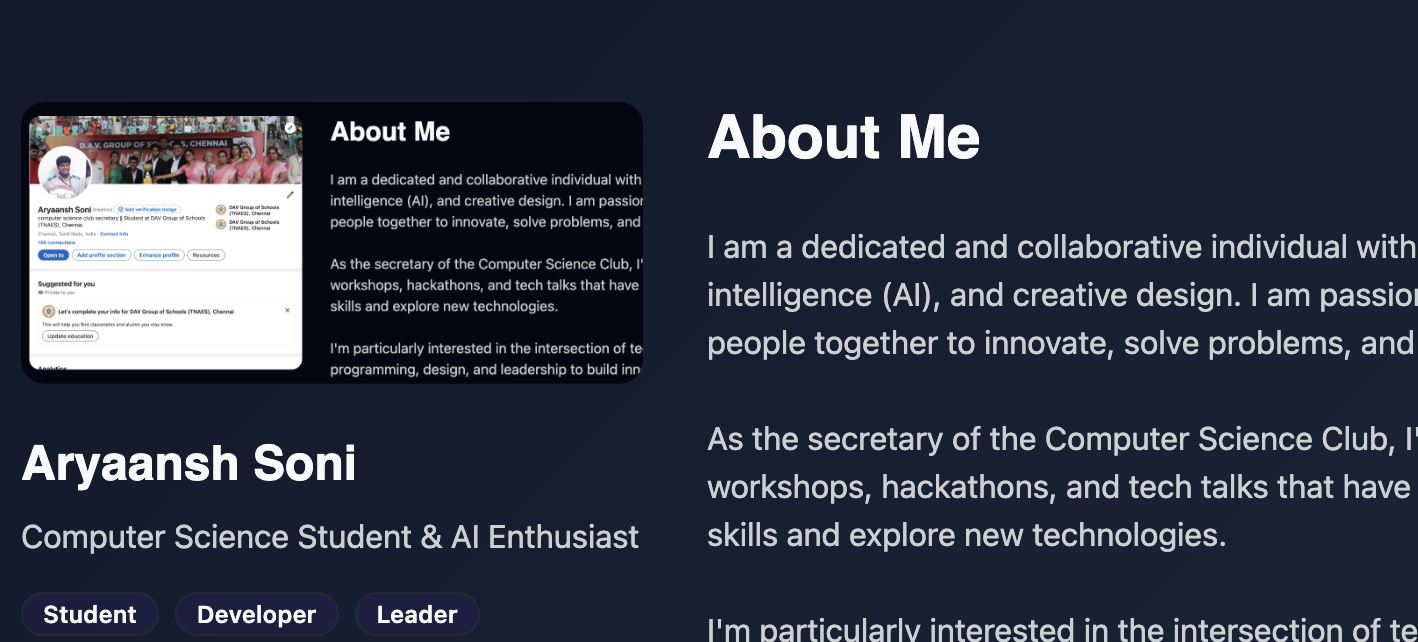 D.A.V. GROUP OF SCHOOLS, CHENNAI
Aryaansh Soni
Add verification badge
computer science club secretary || Student at DAV Group of Schools
(TNAES), Chennai
Chennai, Tamil Nadu, India · Contact info
connections
DAV Group of Schools
(TNAES), Chennai
DAV Group of Schools
(TNAES), Chennai
Open to
Add profile section
Enhance profile
Resources
Suggested for you
Private to you
Let's complete your info for DAV Group of Schools (TNAES), Chennai
This will help you find classmates and alumni you may know.
Update education
Analytics
About Me
I am a dedicated and collaborative individual with
intelligence (AI), and creative design. I am passion
people together to innovate, solve problems, and
As the secretary of the Computer Science Club, I'
workshops, hackathons, and tech talks that have
skills and explore new technologies.
I'm particularly interested in the intersection of te
programming, design, and leadership to build inn
Aryaansh Soni
Computer Science Student & AI Enthusiast
Student
Developer
Leader
About Me
I am a dedicated and collaborative individual with
intelligence (AI), and creative design. I am passion
people together to innovate, solve problems, and
As the secretary of the Computer Science Club, I'
workshops, hackathons, and tech talks that have
skills and explore new technologies.
I'm particularly interested in the intersection of te